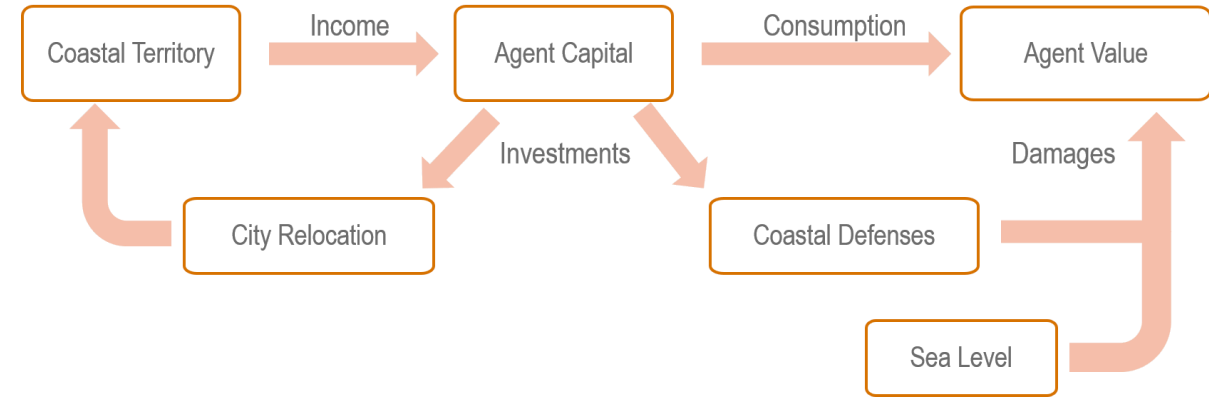 Income
Consumption
Coastal Territory
Agent Capital
Agent Value
Investments
Damages
City Relocation
Coastal Defenses
Sea Level